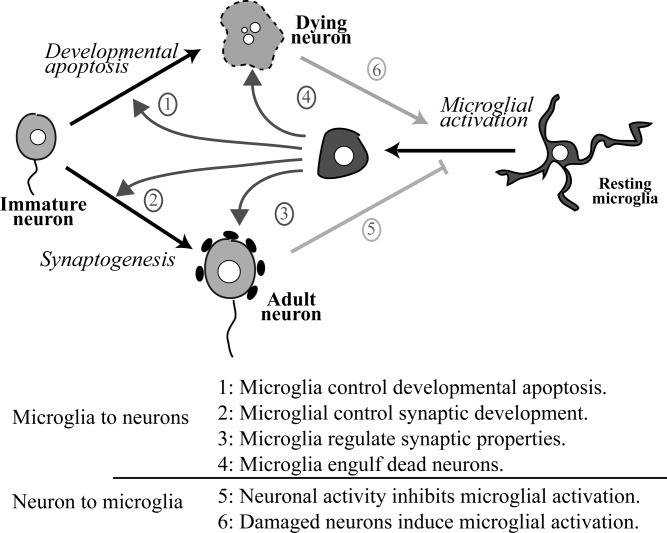 Developmental
apoptosis
Dying
neuron
6
1
4
Microglial
activation
Immature
neuron
2
3
5
Resting
microglia
Synaptogenesis
Adult
neuron
Microglia to neurons
1: Microglia control developmental apoptosis.
2: Microglial control synaptic development.
3: Microglia regulate synaptic properties.
4: Microglia engulf dead neurons.
Neuron to microglia
5: Neuronal activity inhibits microglial activation.
6: Damaged neurons induce microglial activation.